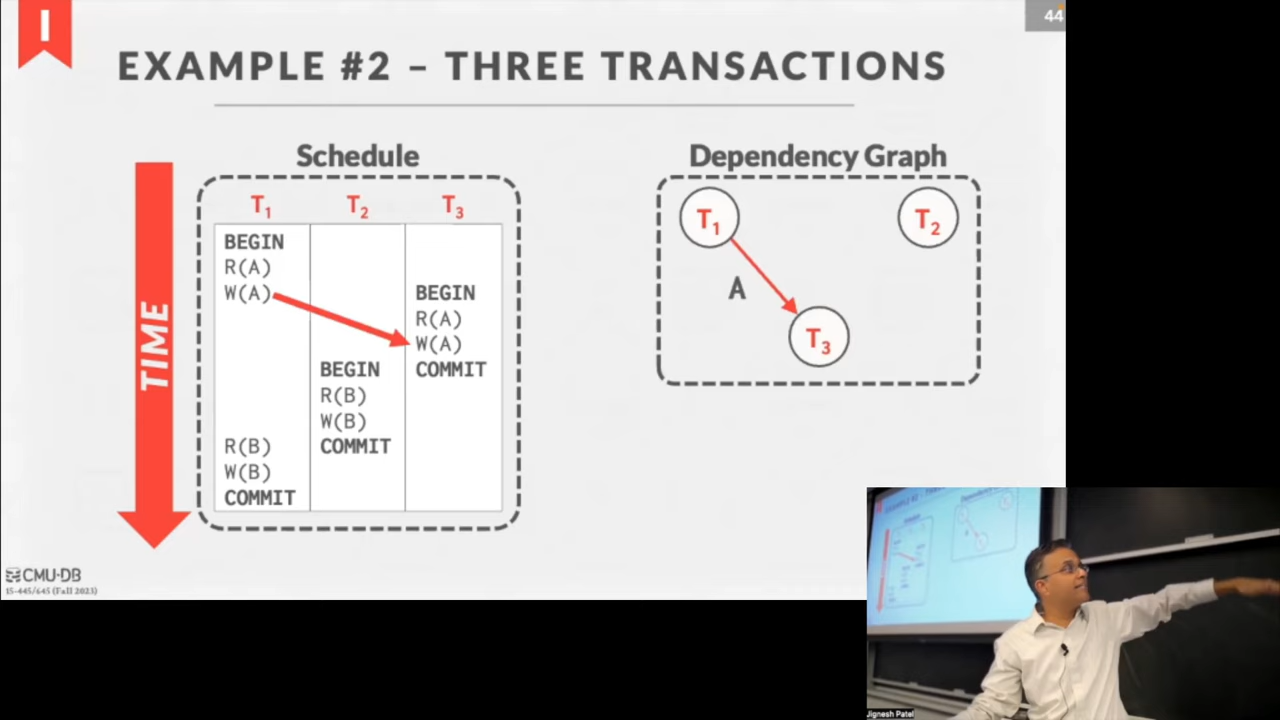 I
44
EXAMPLE #2 – THREE TRANSACTIONS
Schedule
Dependency Graph
TIME
T1 T2 T3
BEGIN
R(A)
W(A) BEGIN
R(A)
W(A)
BEGIN COMMIT
R(B)
W(B)
R(B) COMMIT
W(B)
COMMIT
T1 T2
A
T3
CMU·DB
15-445/645 (Fall 2023)
Jignesh Patel